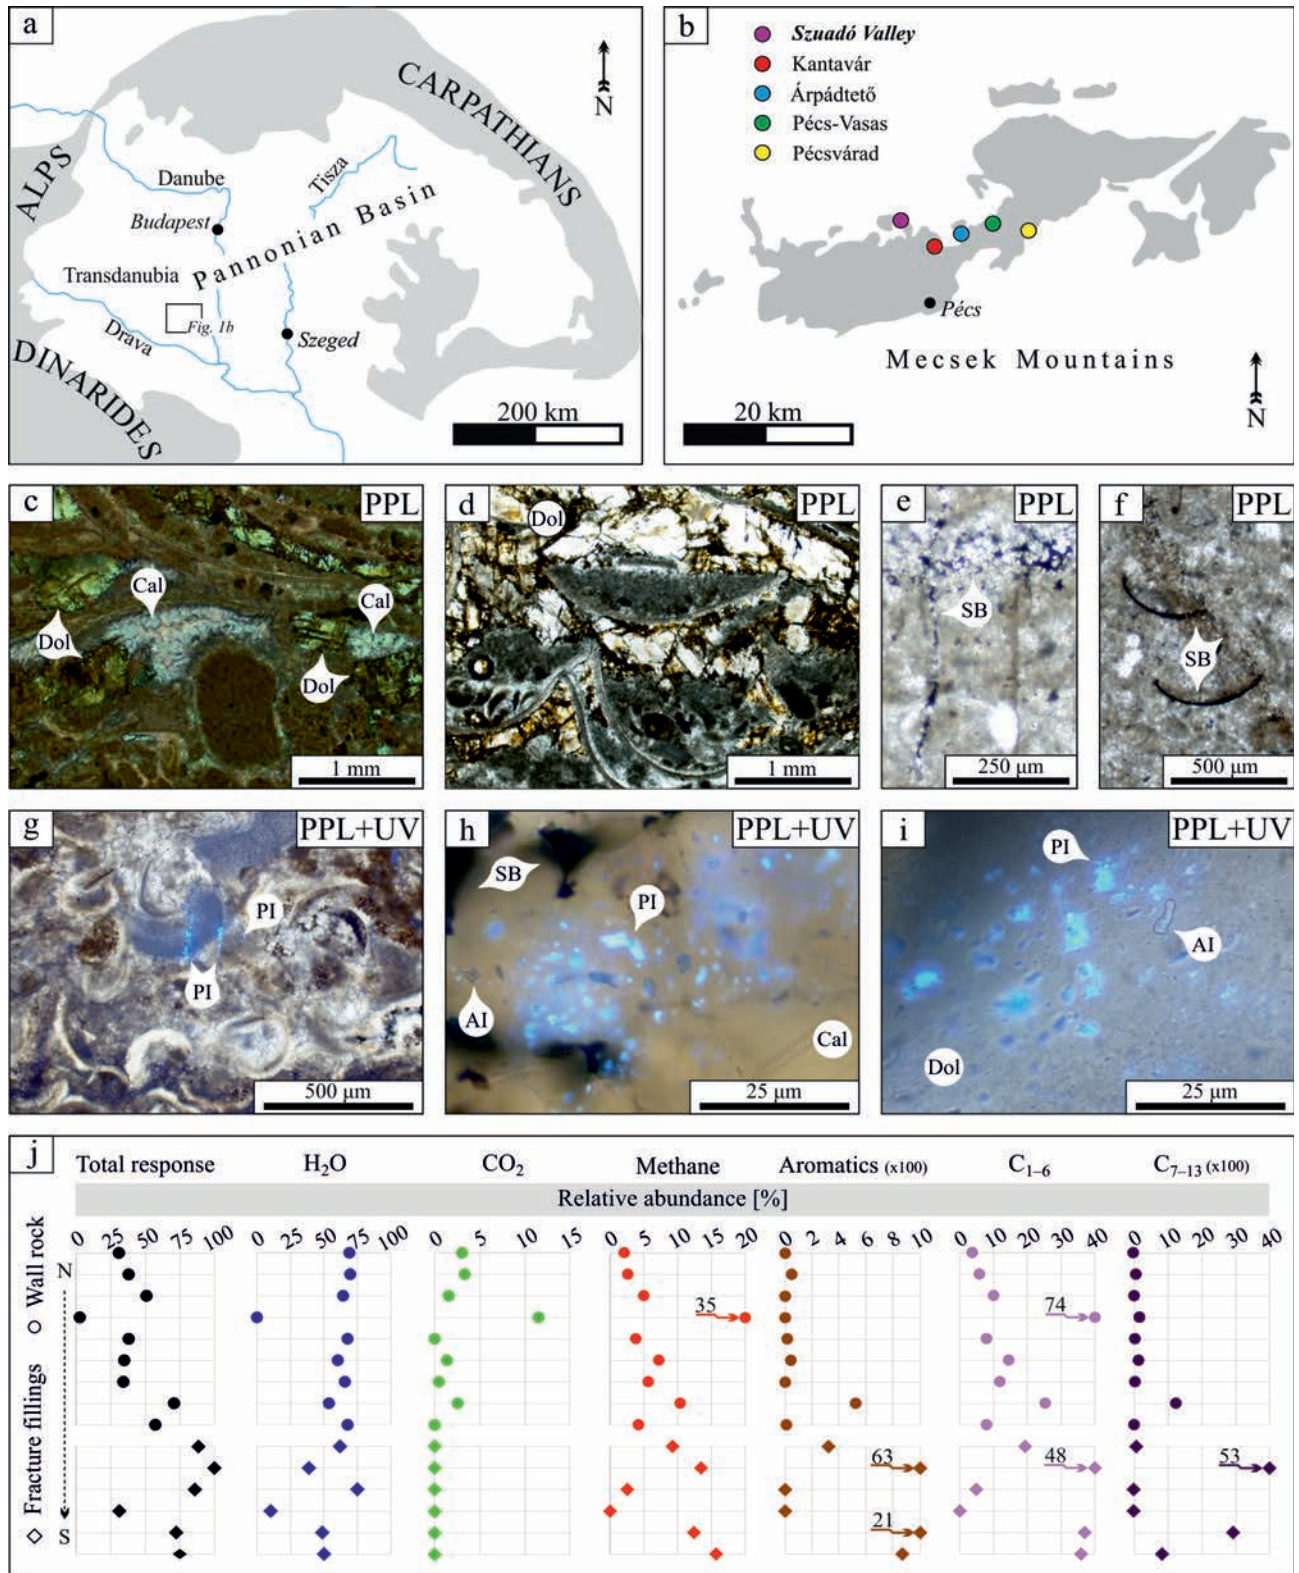 a
CARPATHIANS
N
ALPS
Danube
Tisza
Budapest
Pannonian Basin
Transdanubia
Fig. 1b
Drava
Szeged
DINARIDES
200 km
b
Szuadó Valley
Kantavár
Árpádtető
Pécs-Vasas
Pécsvárad
Pécs
Mecsek Mountains
20 km
N
c
PPL
Cal
Cal
Dol
Dol
1 mm
d
PPL
Dol
1 mm
e
PPL
SB
250 µm
f
PPL
SB
500 µm
g
PPL+UV
PI
PI
500 µm
h
PPL+UV
SB
PI
AI
Cal
25 µm
i
PPL+UV
PI
AI
Dol
25 µm
j
Total response H₂O CO₂ Methane Aromatics (x100) C₁₋₆ C₇₋₁₃ (x100)
Relative abundance [%]
0 25 50 75 100 0 25 50 75 100 0 5 10 15 0 5 10 15 20 0 2 4 6 8 10 0 10 20 30 40 0 10 20 30 40
Wall rock
N
35
74
Fracture fillings
63
48
53
21
S